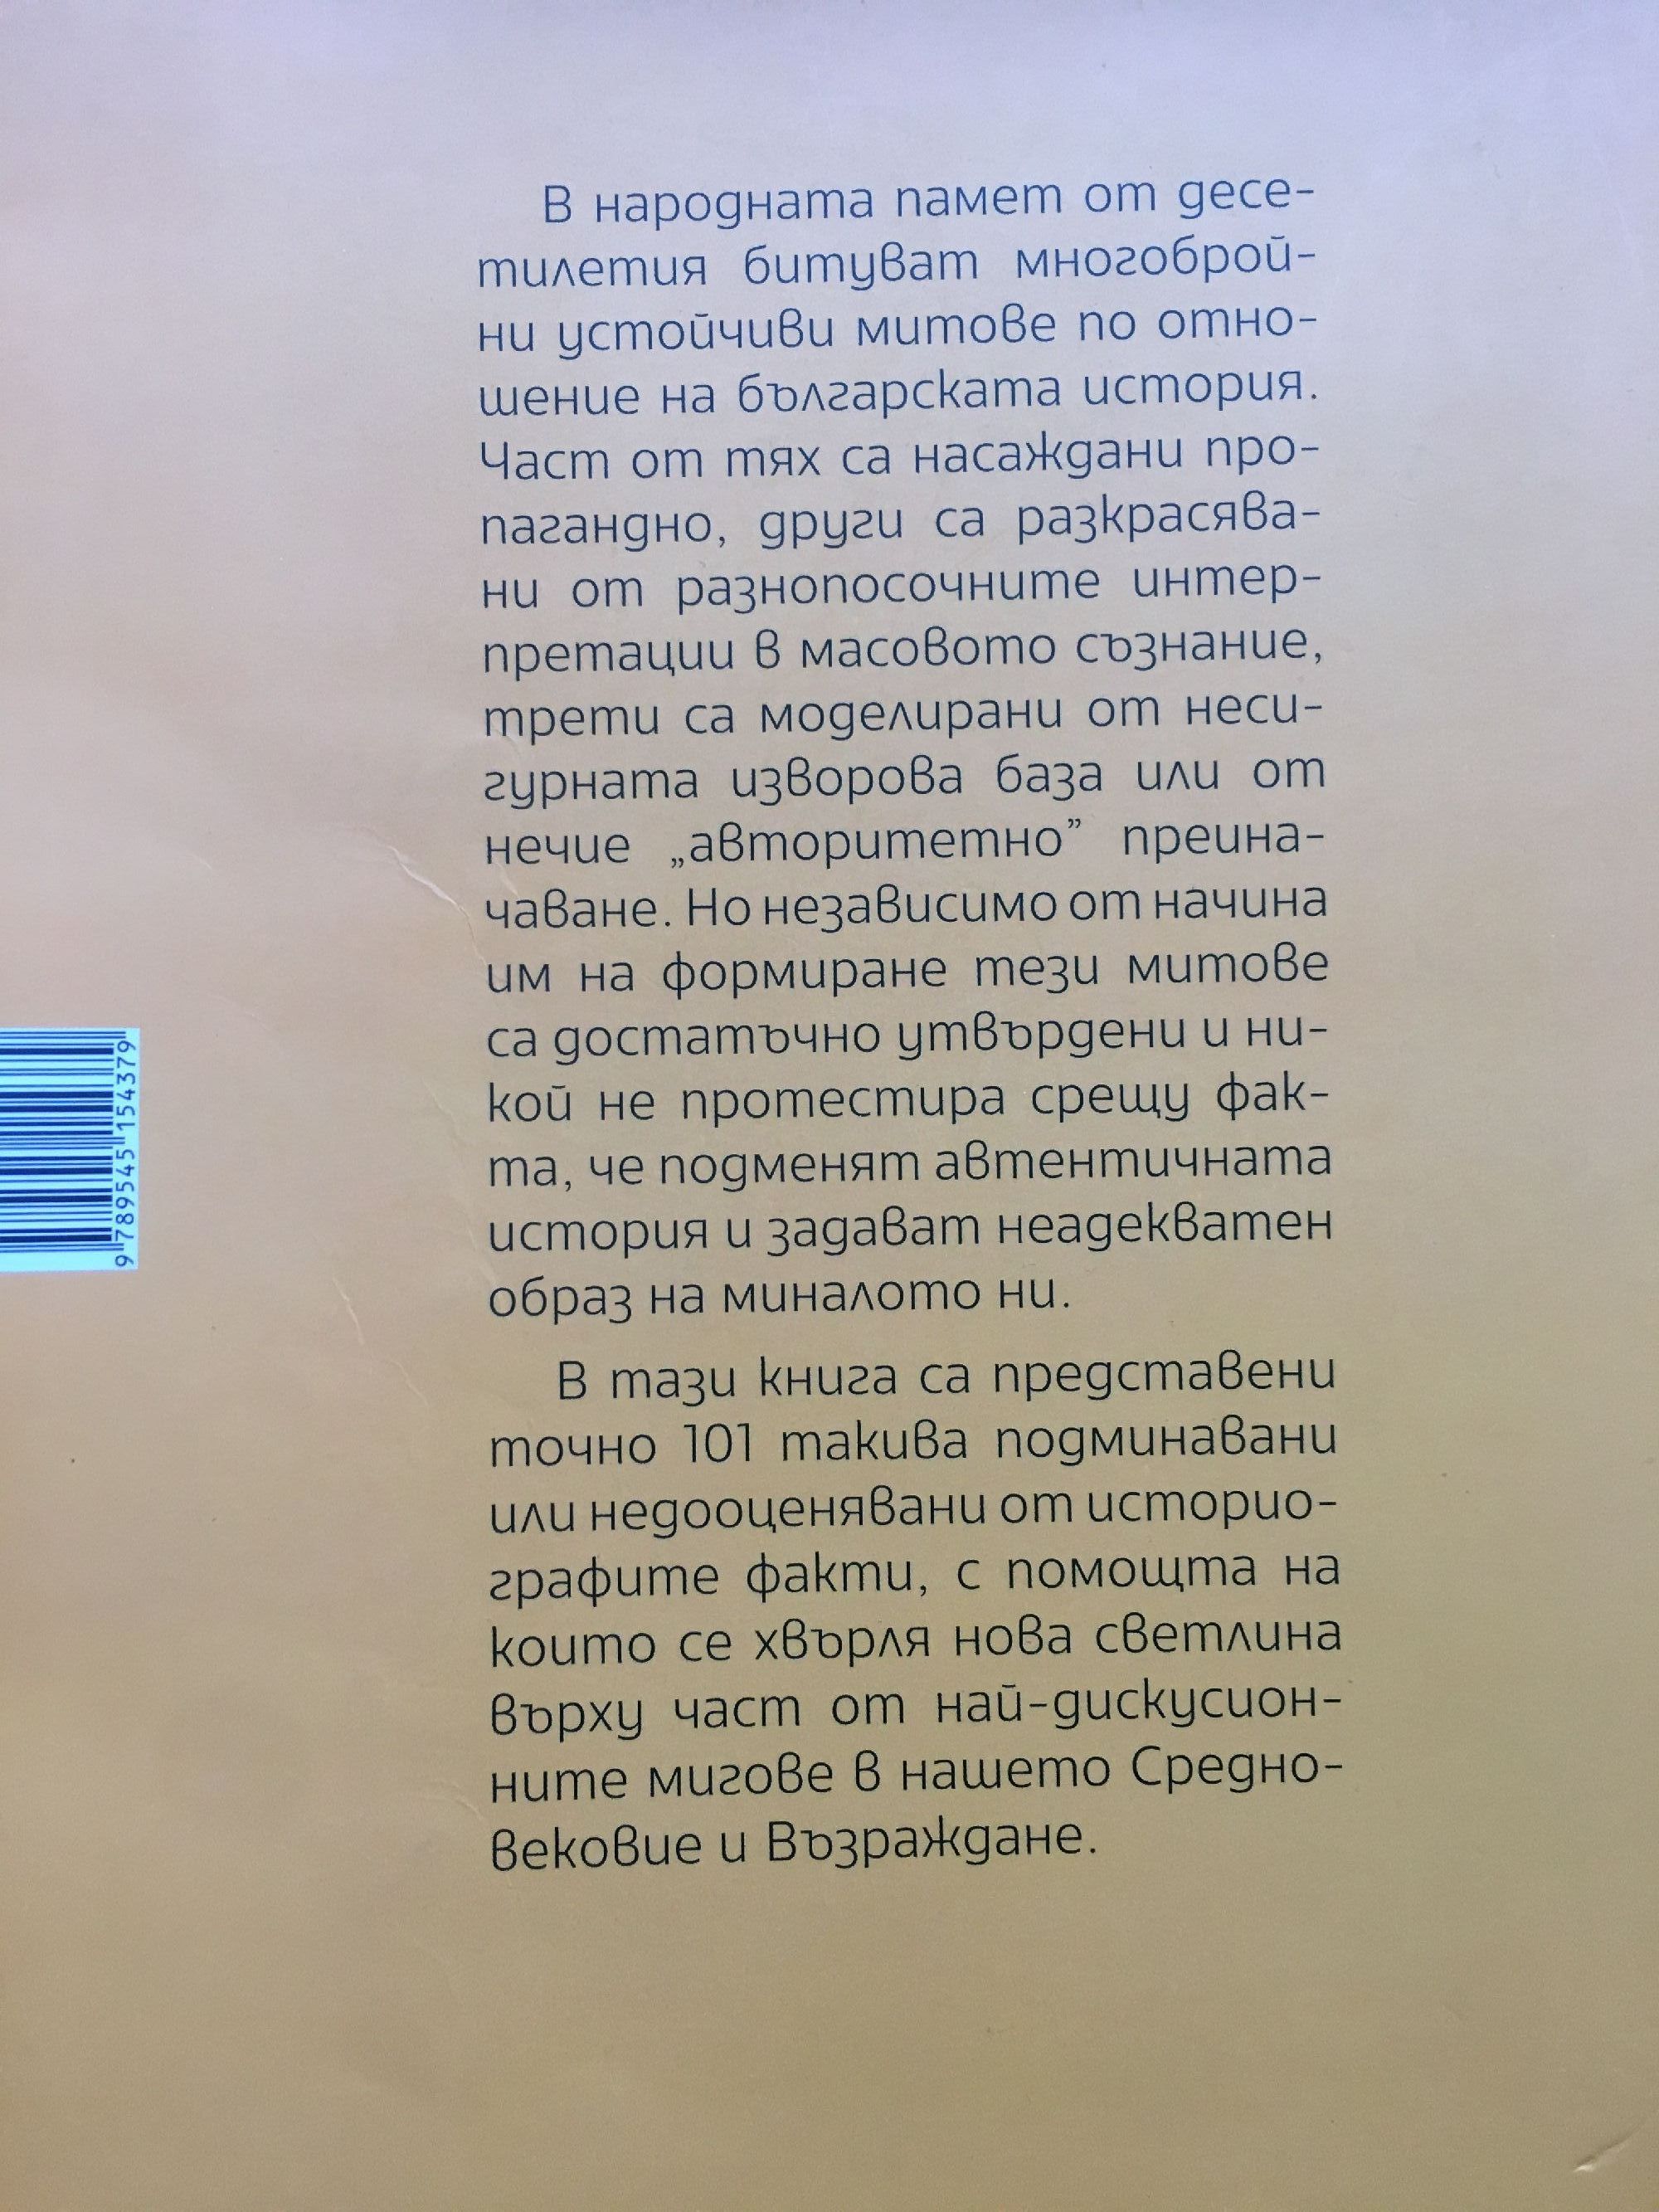 В народната памет от десе-
тилетия битуват многоброй-
ни устойчиви митове по отно-
шение на българската история.
Част от тях са насаждани про-
пагандно, други са разкрасява-
ни от разнопосочните интер-
претации в масовото съзнание,
трети са моделирани от неси-
гурната изворова база или от
нечие „авторитетно” преина-
чаване. Но независимо от начина
им на формиране тези митове
са достатъчно утвърдени и ни-
кой не протестира срещу фак-
та, че подменят автентичната
история и задават неадекватен
образ на миналото ни.
В тази книга са представени
точно 101 такива подминавани
или недооценявани от историо-
графите факти, с помощта на
които се хвърля нова светлина
върху част от най-дискусион-
ните мигове в нашето Средно-
вековие и Възраждане.
9 789545 154379